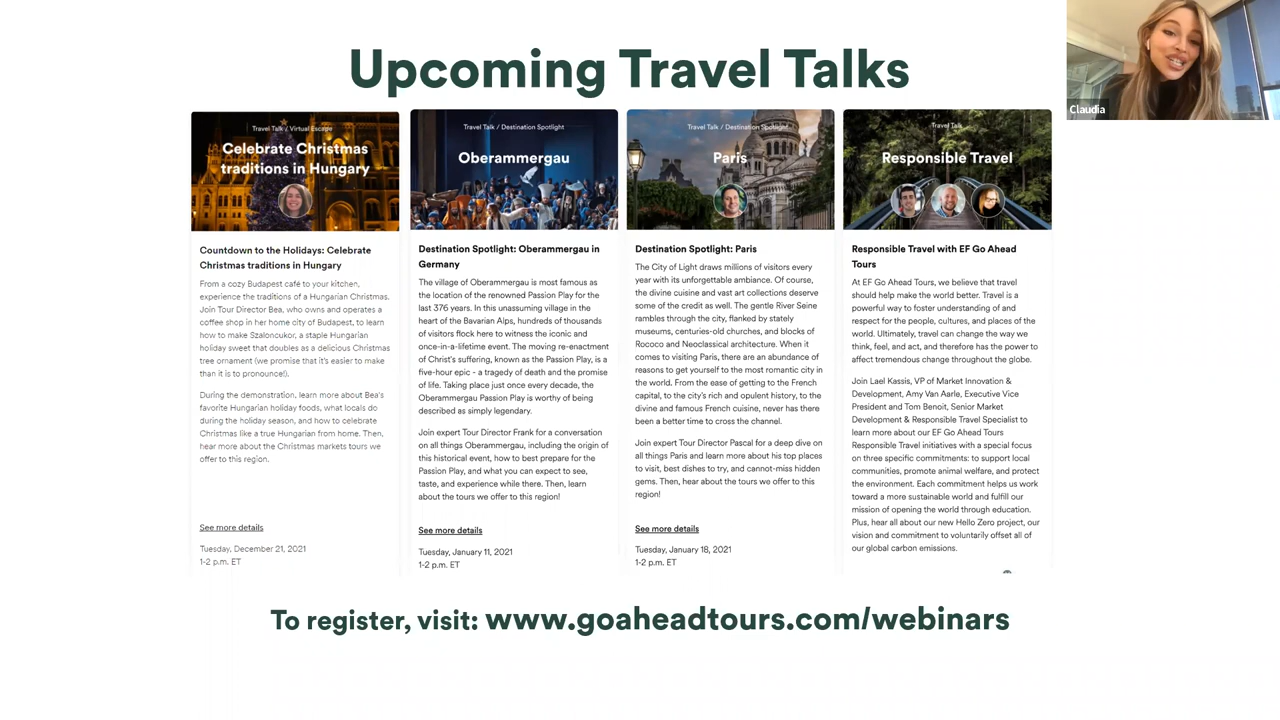 Upcoming Travel Talks
Claudia
Travel Talk / Virtual Escape
Celebrate Christmas
traditions in Hungary
Countdown to the Holidays: Celebrate
Christmas traditions in Hungary
From a cozy Budapest café to your kitchen,
experience the traditions of a Hungarian Christmas.
Join Tour Director Bea, who owns and operates a
coffee shop in her home city of Budapest, to learn
how to make Szaloncukor, a staple Hungarian
holiday sweet that doubles as a delicious Christmas
tree ornament (we promise that it's easier to make
than it is to pronounce!).
During the demonstration, learn more about Bea's
favorite Hungarian holiday foods, what locals do
during the holiday season, and how to celebrate
Christmas like a true Hungarian from home. Then,
hear more about the Christmas markets tours we
offer to this region.
See more details
Tuesday, December 21, 2021
1-2 p.m. ET
Travel Talk / Destination Spotlight
Oberammergau
Destination Spotlight: Oberammergau in
Germany
The village of Oberammergau is most famous as
the location of the renowned Passion Play for the
last 376 years. In this unassuming village in the
heart of the Bavarian Alps, hundreds of thousands
of visitors flock here to witness the iconic and
once-in-a-lifetime event. The moving re-enactment
of Christ's suffering, known as the Passion Play, is a
five-hour epic - a tragedy of death and the promise
of life. Taking place just once every decade, the
Oberammergau Passion Play is worthy of being
described as simply legendary.
Join expert Tour Director Frank for a conversation
on all things Oberammergau, including the origin of
this historical event, how to best prepare for the
Passion Play, and what you can expect to see,
taste, and experience while there. Then, learn
about the tours we offer to this region!
See more details
Tuesday, January 11, 2021
1-2 p.m. ET
Travel Talk / Destination Spotlight
Paris
Destination Spotlight: Paris
The City of Light draws millions of visitors every
year with its unforgettable ambiance. Of course,
the divine cuisine and vast art collections deserve
some of the credit as well. The gentle River Seine
rambles through the city, flanked by stately
museums, centuries-old churches, and blocks of
Rococo and Neoclassical architecture. When it
comes to visiting Paris, there are an abundance of
reasons to get yourself to the most romantic city in
the world. From the ease of getting to the French
capital, to the city's rich and opulent history, to the
divine and famous French cuisine, never has there
been a better time to cross the channel.
Join expert Tour Director Pascal for a deep dive on
all things Paris and learn more about his top places
to visit, best dishes to try, and cannot-miss hidden
gems. Then, hear about the tours we offer to this
region!
See more details
Tuesday, January 18, 2021
1-2 p.m. ET
Travel Talk
Responsible Travel
Responsible Travel with EF Go Ahead
Tours
At EF Go Ahead Tours, we believe that travel
should help make the world better. Travel is a
powerful way to foster understanding of and
respect for the people, cultures, and places of the
world. Ultimately, travel can change the way we
think, feel, and act, and therefore has the power to
affect tremendous change throughout the globe.
Join Lael Kassis, VP of Market Innovation &
Development, Amy Van Aarle, Executive Vice
President and Tom Benoit, Senior Market
Development & Responsible Travel Specialist to
learn more about our EF Go Ahead Tours
Responsible Travel initiatives with a special focus
on three specific commitments: to support local
communities, promote animal welfare, and protect
the environment. Each commitment helps us work
toward a more sustainable world and fulfill our
mission of opening the world through education.
Plus, hear all about our new Hello Zero project, our
vision and commitment to voluntarily offset all of
our global carbon emissions.
To register, visit: www.goaheadtours.com/webinars